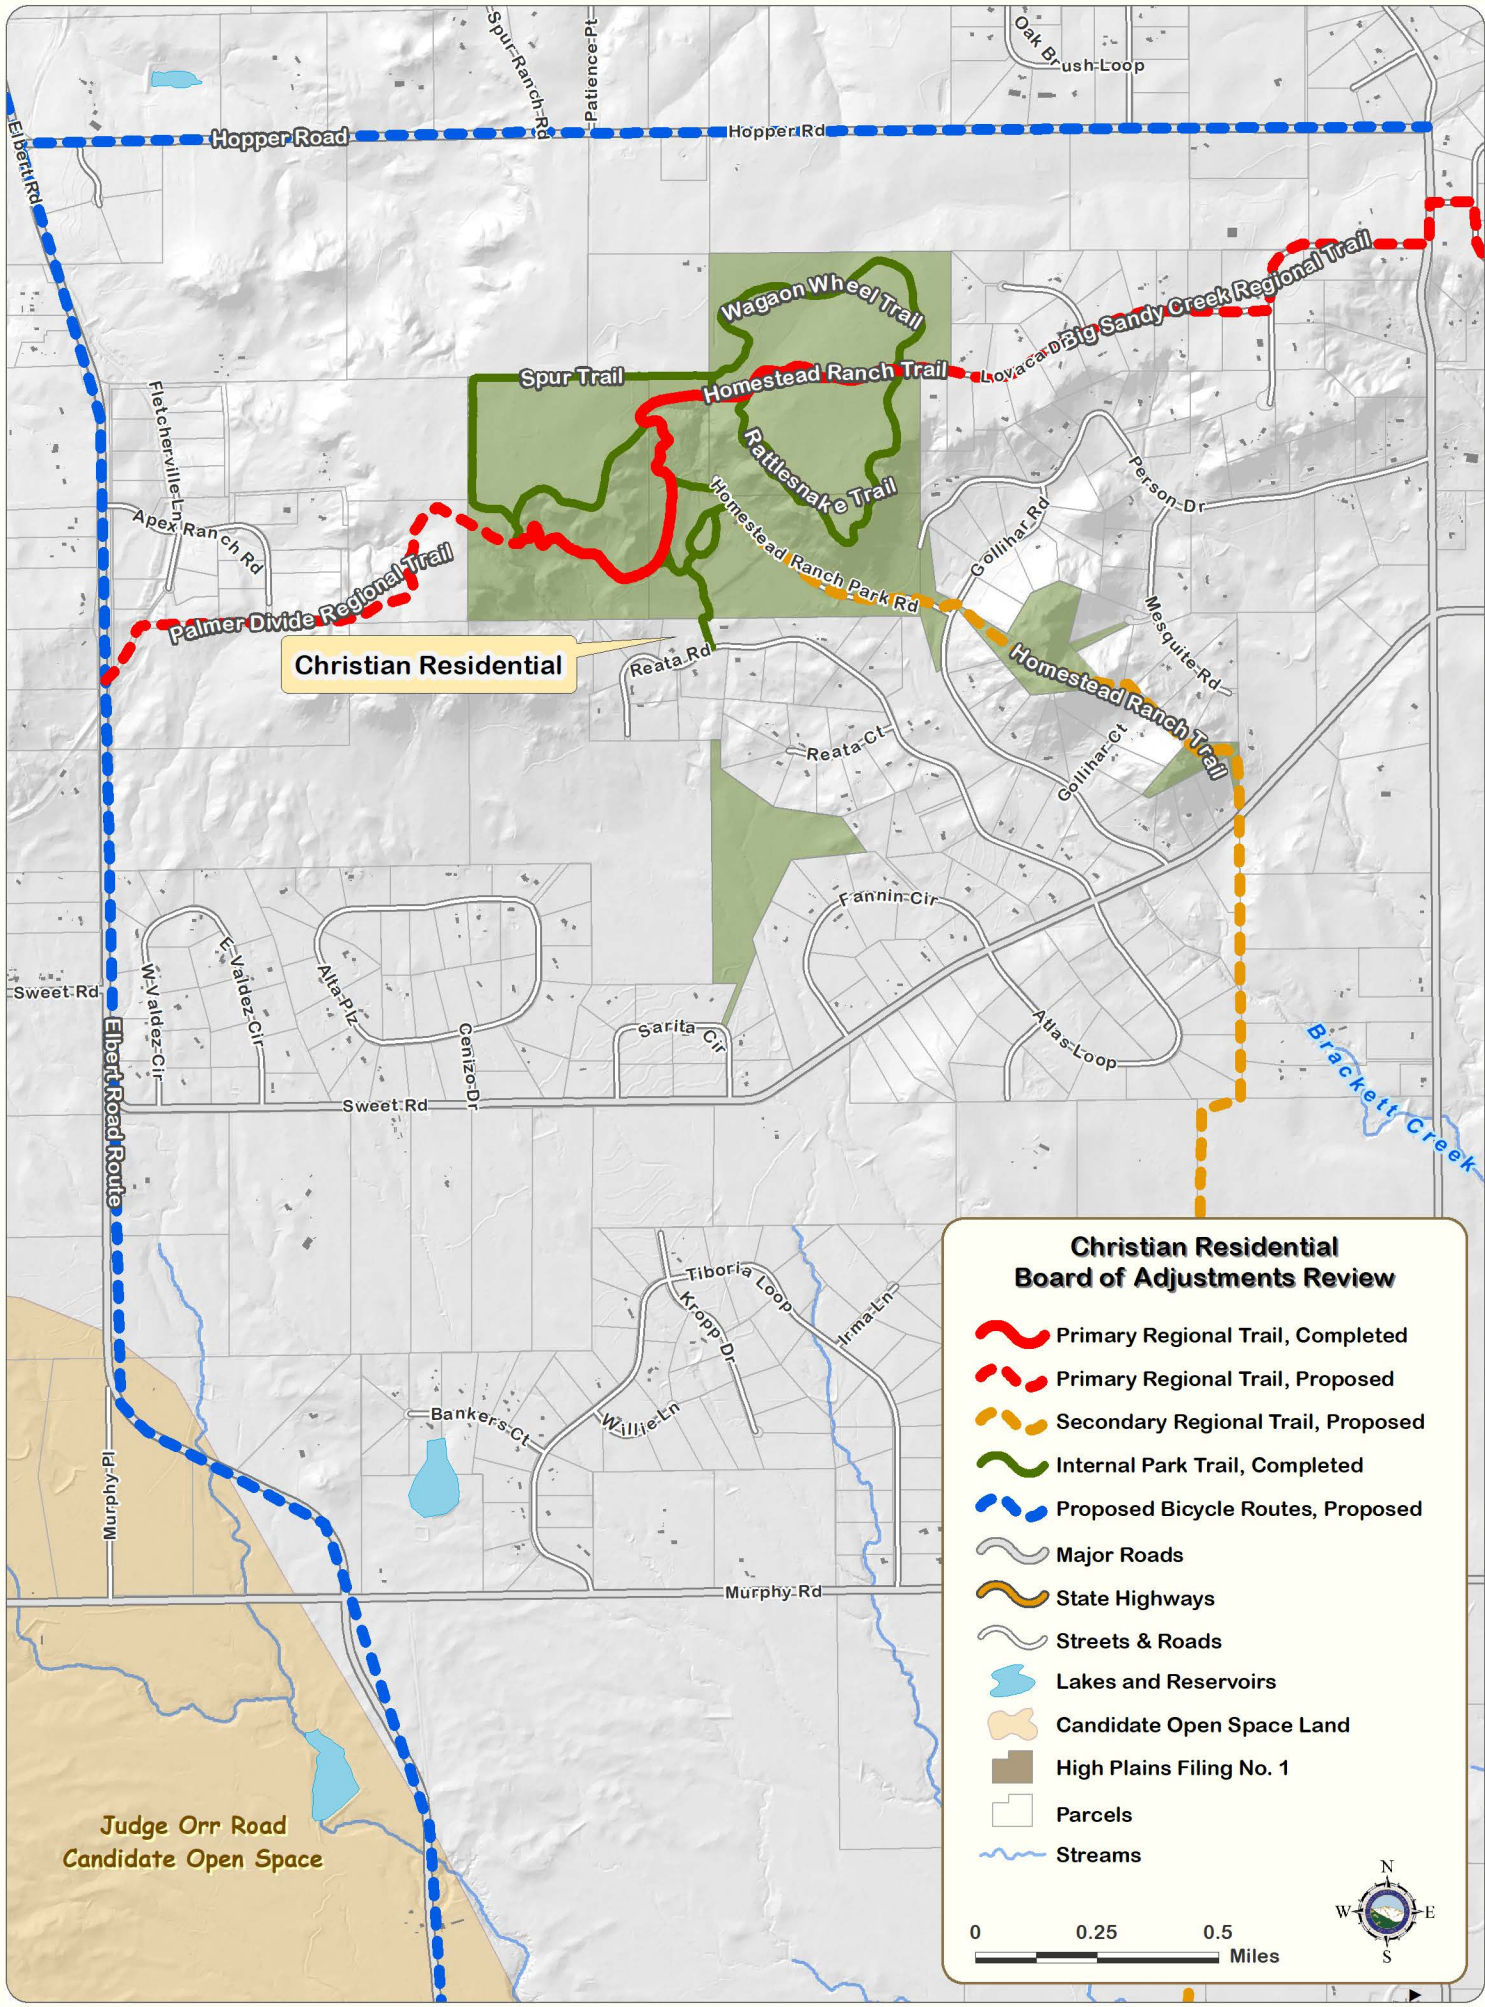 Oak Brush Loop
Spur Ranch Rd
Patience Pt
Elbert Rd
Hopper Road
Hopper Rd
Wagaon Wheel Trail
Big Sandy Creek Regional Trail
Lovaca Dr
Spur Trail
Homestead Ranch Trail
Rattlesnake Trail
Fletcherville Ln
Apex Ranch Rd
Person Dr
Gollihar Rd
Homestead Ranch Park Rd
Palmer Divide Regional Trail
Christian Residential
Reata Rd
Mesquite Rd
Homestead Ranch Trail
Reata Ct
Gollihar Ct
Fannin Cir
Sweet Rd
W Valdez Cir
E Valdez Cir
Alta Plz
Cenizo Dr
Sarita Cir
Atlas Loop
Brackett Creek
Elbert Road Route
Sweet Rd
Tiboria Loop
Kropp Dr
Irma Ln
Willie Ln
Bankers Ct
Murphy Pl
Murphy Rd
Judge Orr Road
Candidate Open Space
Christian Residential
Board of Adjustments Review
Primary Regional Trail, Completed
Primary Regional Trail, Proposed
Secondary Regional Trail, Proposed
Internal Park Trail, Completed
Proposed Bicycle Routes, Proposed
Major Roads
State Highways
Streets & Roads
Lakes and Reservoirs
Candidate Open Space Land
High Plains Filing No. 1
Parcels
Streams
N
W E
S
0 0.25 0.5
Miles